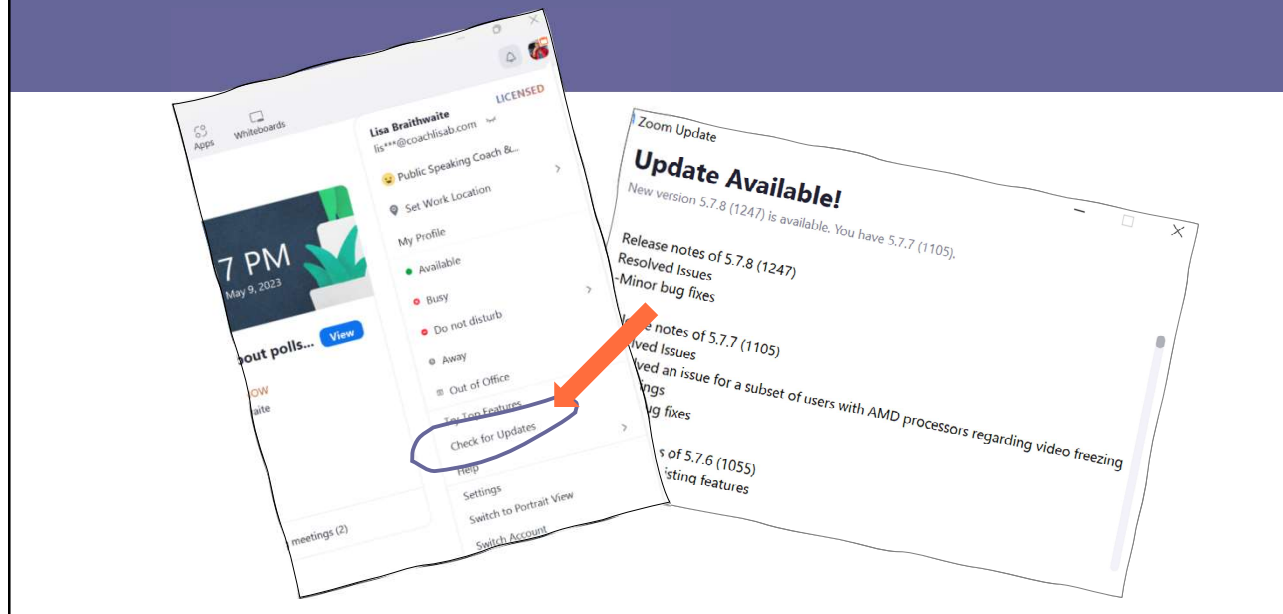 Apps
Whiteboards
LICENSED
Lisa Braithwaite
lis***@coachlisab.com
Public Speaking Coach &...
Set Work Location
My Profile
Available
Busy
Do not disturb
Away
Out of Office
Try Top Features
Check for Updates
Help
Settings
Switch to Portrait View
Switch Account
7 PM
May 9, 2023
bout polls...
View
meetings (2)
Zoom Update
Update Available!
New version 5.7.8 (1247) is available. You have 5.7.7 (1105).
Release notes of 5.7.8 (1247)
Resolved Issues
-Minor bug fixes
notes of 5.7.7 (1105)
lved Issues
lved an issue for a subset of users with AMD processors regarding video freezing
ings
ug fixes
s of 5.7.6 (1055)
isting features